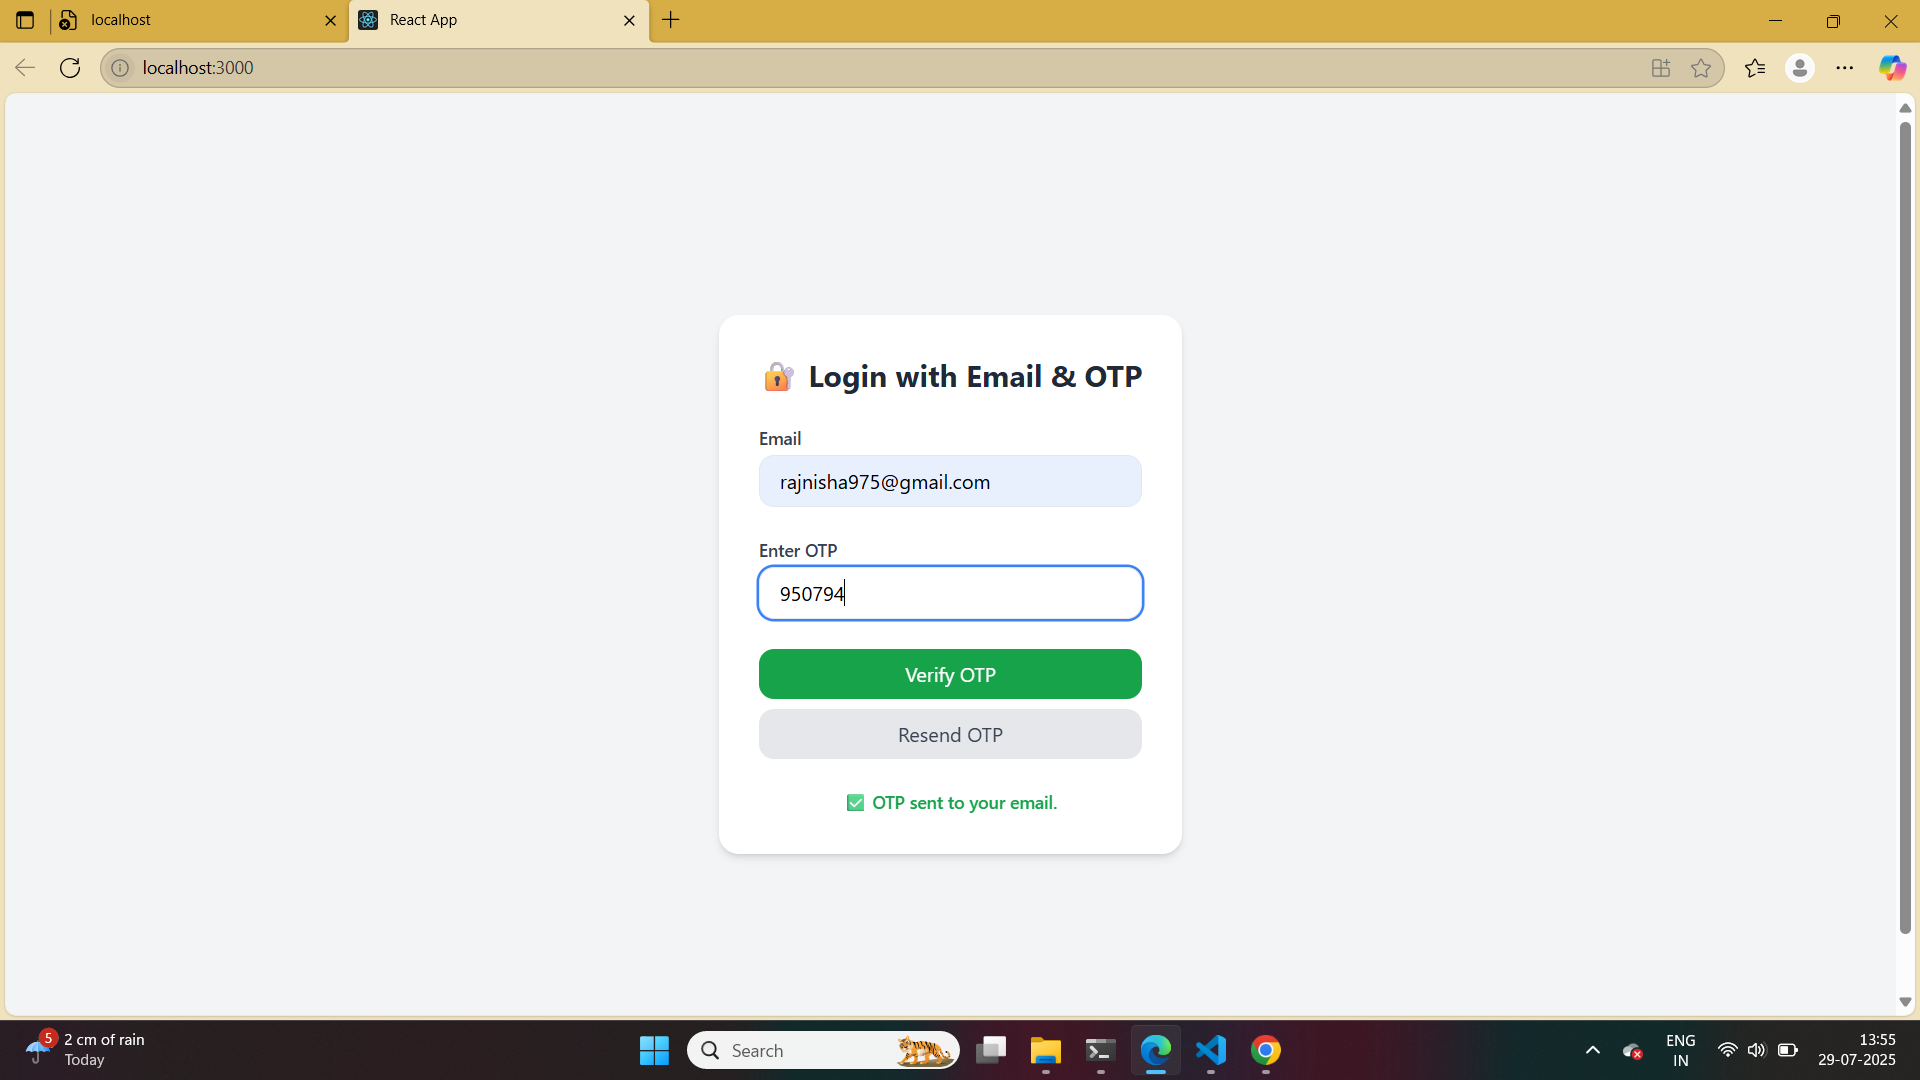 localhost
React App
localhost:3000
🔐 Login with Email & OTP
Email
rajnisha975@gmail.com
Enter OTP
950794
Verify OTP
Resend OTP
✅ OTP sent to your email.
5
2 cm of rain
Today
Search
ENG
IN
13:55
29-07-2025